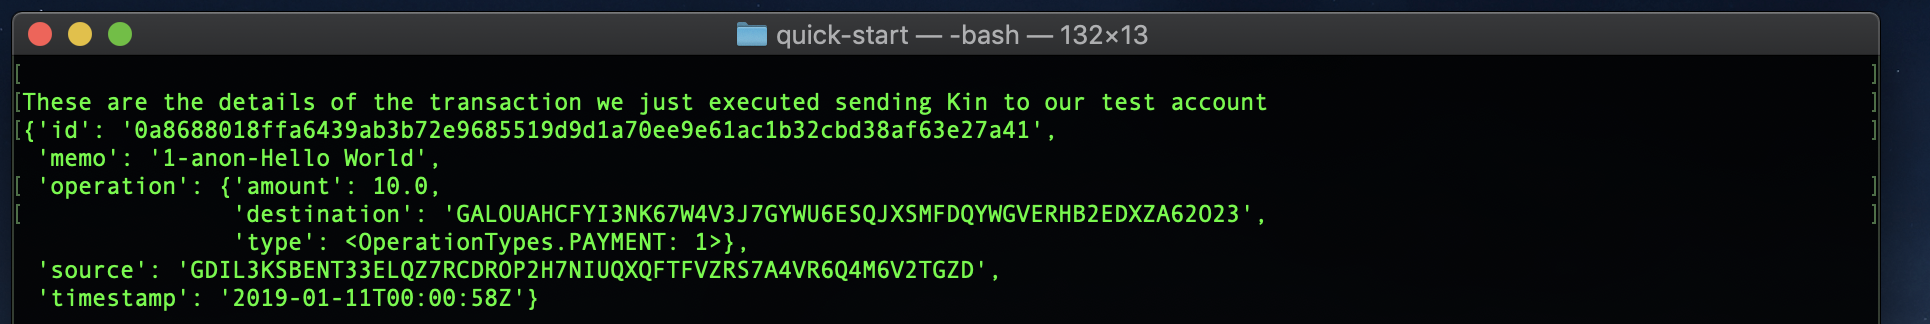 quick-start — -bash — 132×13
[ ]
[These are the details of the transaction we just executed sending Kin to our test account ]
[{'id': '0a8688018ffa6439ab3b72e9685519d9d1a70ee9e61ac1b32cbd38af63e27a41', ]
'memo': '1-anon-Hello World',
[ 'operation': {'amount': 10.0, ]
[ 'destination': 'GALOUAHCFYI3NK67W4V3J7GYWU6ESQJXSMFDQYWGVERHB2EDXZA62O23', ]
'type': <OperationTypes.PAYMENT: 1>},
'source': 'GDIL3KSBENT33ELQZ7RCDROP2H7NIUQXQFTFVZRS7A4VR6Q4M6V2TGZD',
'timestamp': '2019-01-11T00:00:58Z'}